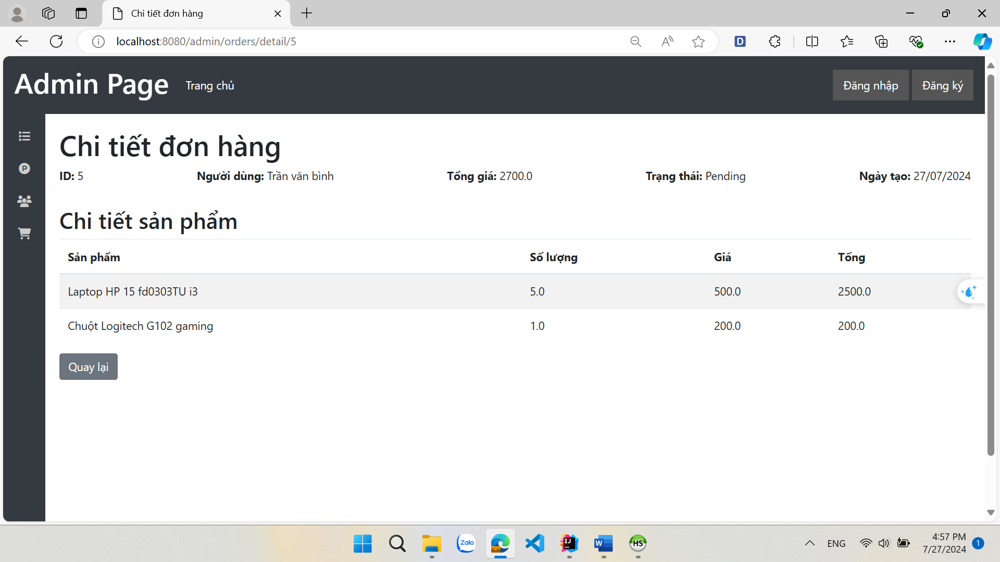 Chi tiết đơn hàng
localhost:8080/admin/orders/detail/5
Admin Page Trang chủ Đăng nhập Đăng ký
Chi tiết đơn hàng
ID: 5 Người dùng: Trần văn bình Tổng giá: 2700.0 Trạng thái: Pending Ngày tạo: 27/07/2024
Chi tiết sản phẩm
Sản phẩm Số lượng Giá Tổng
Laptop HP 15 fd0303TU i3 5.0 500.0 2500.0
Chuột Logitech G102 gaming 1.0 200.0 200.0
Quay lại
Zalo IJ W HS ENG 4:57 PM 1
7/27/2024